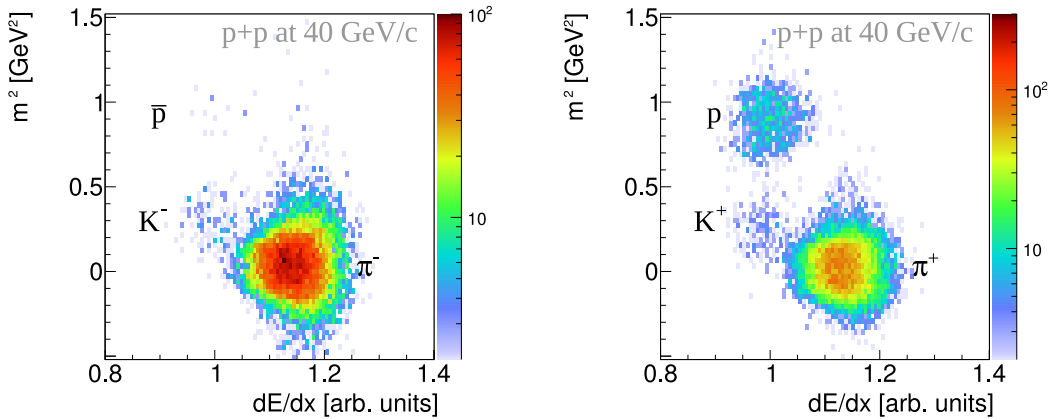 p+p at 40 GeV/c
m² [GeV²]
1.5
1
0.5
0
p̅
K⁻
π⁻
0.8
1
1.2
1.4
dE/dx [arb. units]
10²
10
p+p at 40 GeV/c
m² [GeV²]
1.5
1
0.5
0
p
K⁺
π⁺
0.8
1
1.2
1.4
dE/dx [arb. units]
10²
10